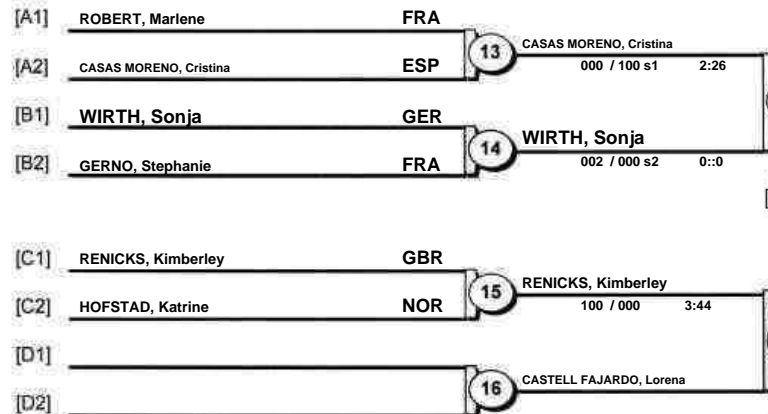 [A1] ROBERT, Marlene FRA
13 CASAS MORENO, Cristina
000 / 100 s1 2:26
[A2] CASAS MORENO, Cristina ESP
[B1] WIRTH, Sonja GER
14 WIRTH, Sonja
002 / 000 s2 0::0
[B2] GERNO, Stephanie FRA
[C1] RENICKS, Kimberley GBR
15 RENICKS, Kimberley
100 / 000 3:44
[C2] HOFSTAD, Katrine NOR
[D1]
16 CASTELL FAJARDO, Lorena
[D2]